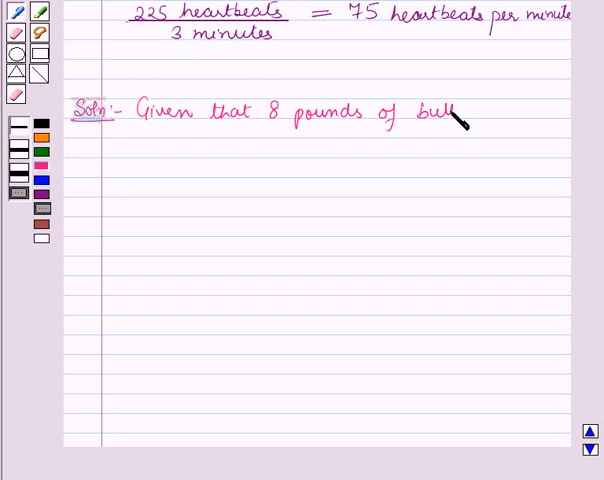 225 heartbeats = 75 heartbeats per minute
3 minutes
Soln:- Given that 8 pounds of